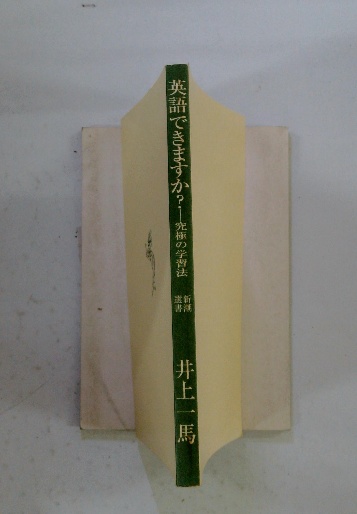 英語できますか?―究極の学習法
新潮
選書
井上一馬